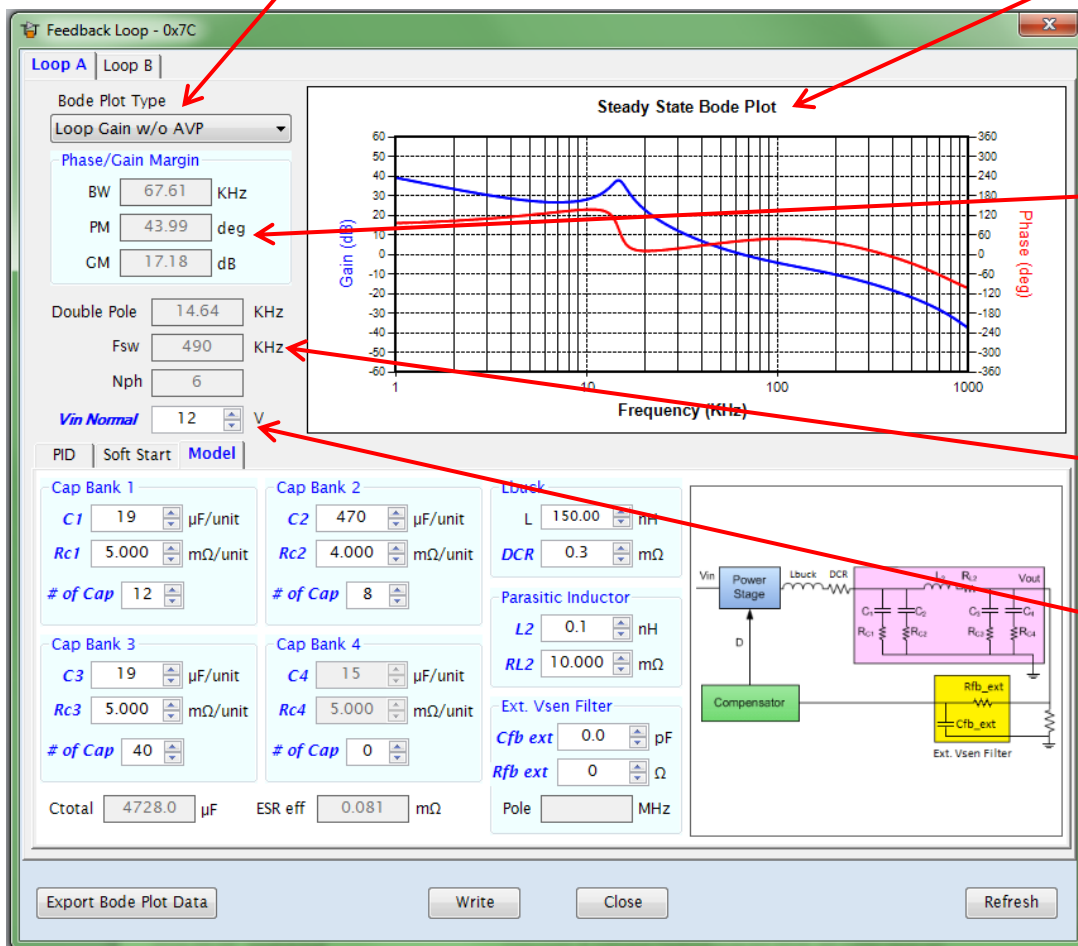 Feedback Loop - 0x7C
Loop A
Loop B
Bode Plot Type
Loop Gain w/o AVP
Phase/Gain Margin
BW 67.61 KHz
PM 43.99 deg
GM 17.18 dB
Double Pole 14.64 KHz
Fsw 490 KHz
Nph 6
Vin Normal 12 V
Steady State Bode Plot
60
50
40
30
20
10
0
-10
-20
-30
-40
-50
-60
Gain (dB)
360
300
240
180
120
60
0
-60
-120
-180
-240
-300
-360
Phase (deg)
1
10
100
1000
Frequency (KHz)
PID
Soft Start
Model
Cap Bank 1
C1 19 µF/unit
Rc1 5.000 mΩ/unit
# of Cap 12
Cap Bank 2
C2 470 µF/unit
Rc2 4.000 mΩ/unit
# of Cap 8
Cap Bank 3
C3 19 µF/unit
Rc3 5.000 mΩ/unit
# of Cap 40
Cap Bank 4
C4 15 µF/unit
Rc4 5.000 mΩ/unit
# of Cap 0
Ctotal 4728.0 µF
ESR eff 0.081 mΩ
Lbuck
L 150.00 nH
DCR 0.3 mΩ
Parasitic Inductor
L2 0.1 nH
RL2 10.000 mΩ
Ext. Vsen Filter
Cfb ext 0.0 pF
Rfb ext 0 Ω
Pole MHz
Vin
Power Stage
Lbuck DCR
L2 RL2 Vout
C1 C2 C3 C4
RC1 RC2 RC3 RC4
D
Compensator
Rfb_ext
Cfb_ext
Ext. Vsen Filter
Export Bode Plot Data
Write
Close
Refresh